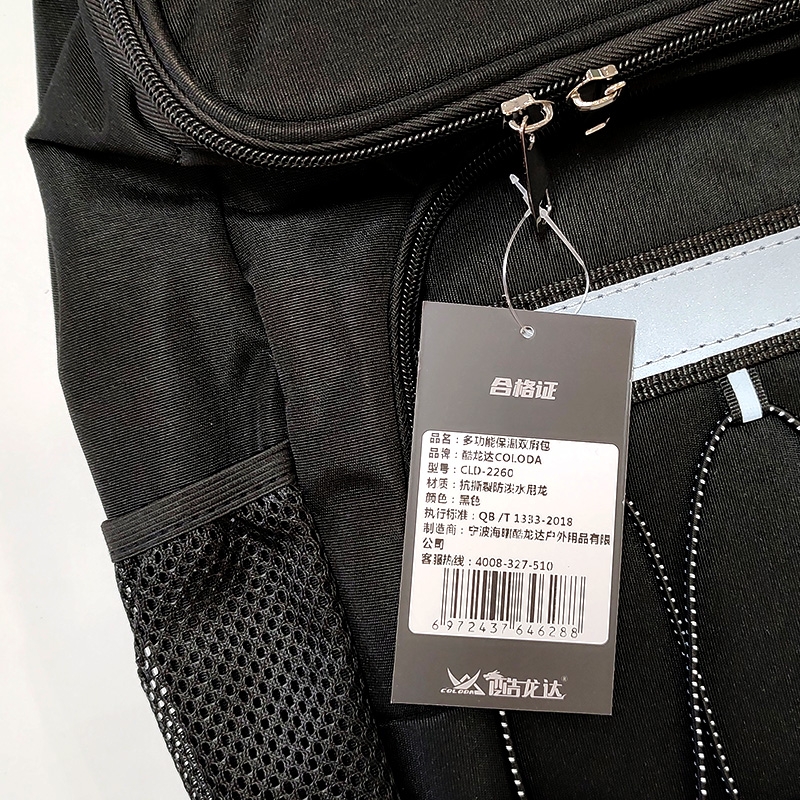 合格证
品名：多功能保温双肩包
品牌：酷龙达COLODA
型号：CLD-2260
材质：抗撕裂防泼水尼龙
颜色：黑色
执行标准：QB/T 1333-2018
制造商：宁波海曙酷龙达户外用品有限
公司
客服热线：4008-327-510
6 972437 646288
COLODA 酷龙达®